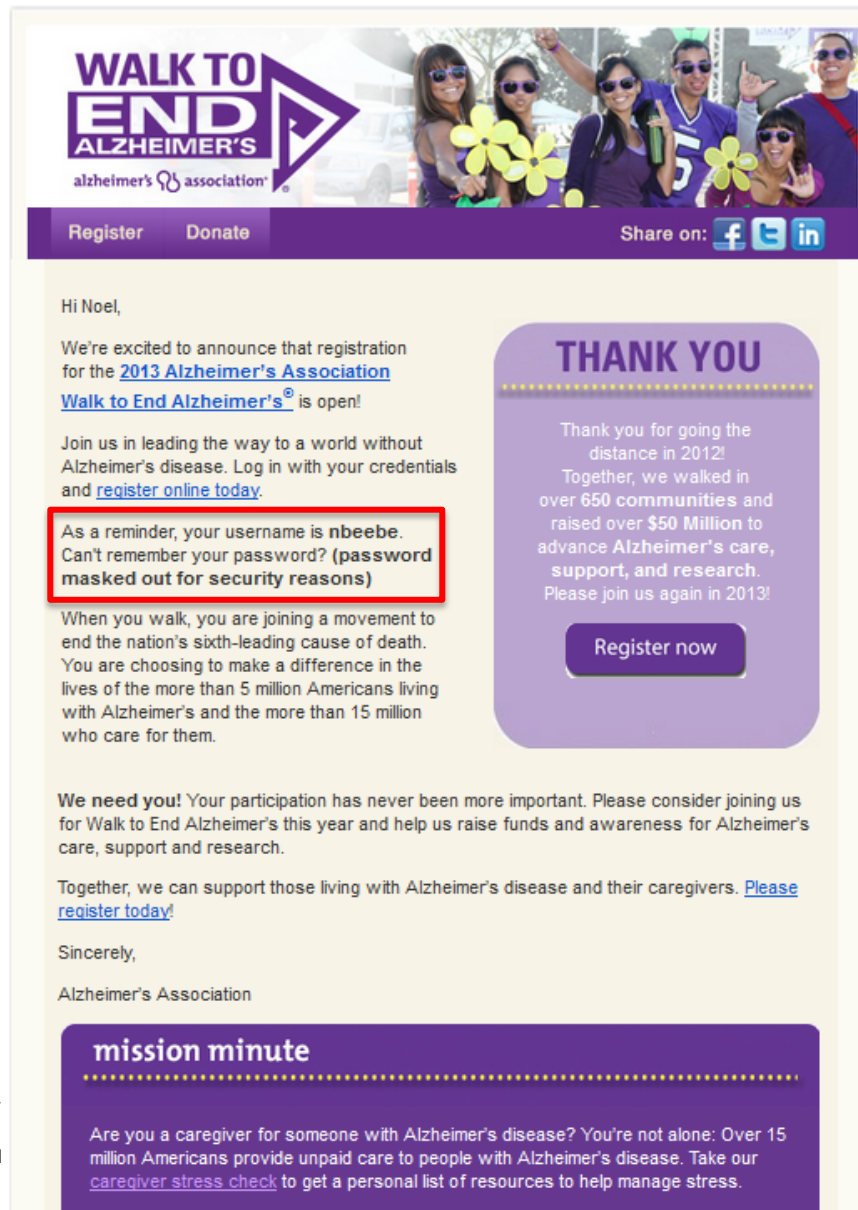 WALK TO
END
ALZHEIMER'S
alzheimer's association®
Register Donate Share on:
Hi Noel,
We're excited to announce that registration
for the 2013 Alzheimer's Association
Walk to End Alzheimer's® is open!
Join us in leading the way to a world without
Alzheimer's disease. Log in with your credentials
and register online today.
As a reminder, your username is nbeebe.
Can't remember your password? (password
masked out for security reasons)
When you walk, you are joining a movement to
end the nation's sixth-leading cause of death.
You are choosing to make a difference in the
lives of the more than 5 million Americans living
with Alzheimer's and the more than 15 million
who care for them.
THANK YOU
Thank you for going the
distance in 2012!
Together, we walked in
over 650 communities and
raised over $50 Million to
advance Alzheimer's care,
support, and research.
Please join us again in 2013!
Register now
We need you! Your participation has never been more important. Please consider joining us
for Walk to End Alzheimer's this year and help us raise funds and awareness for Alzheimer's
care, support and research.
Together, we can support those living with Alzheimer's disease and their caregivers. Please
register today!
Sincerely,
Alzheimer's Association
mission minute
Are you a caregiver for someone with Alzheimer's disease? You're not alone: Over 15
million Americans provide unpaid care to people with Alzheimer's disease. Take our
caregiver stress check to get a personal list of resources to help manage stress.